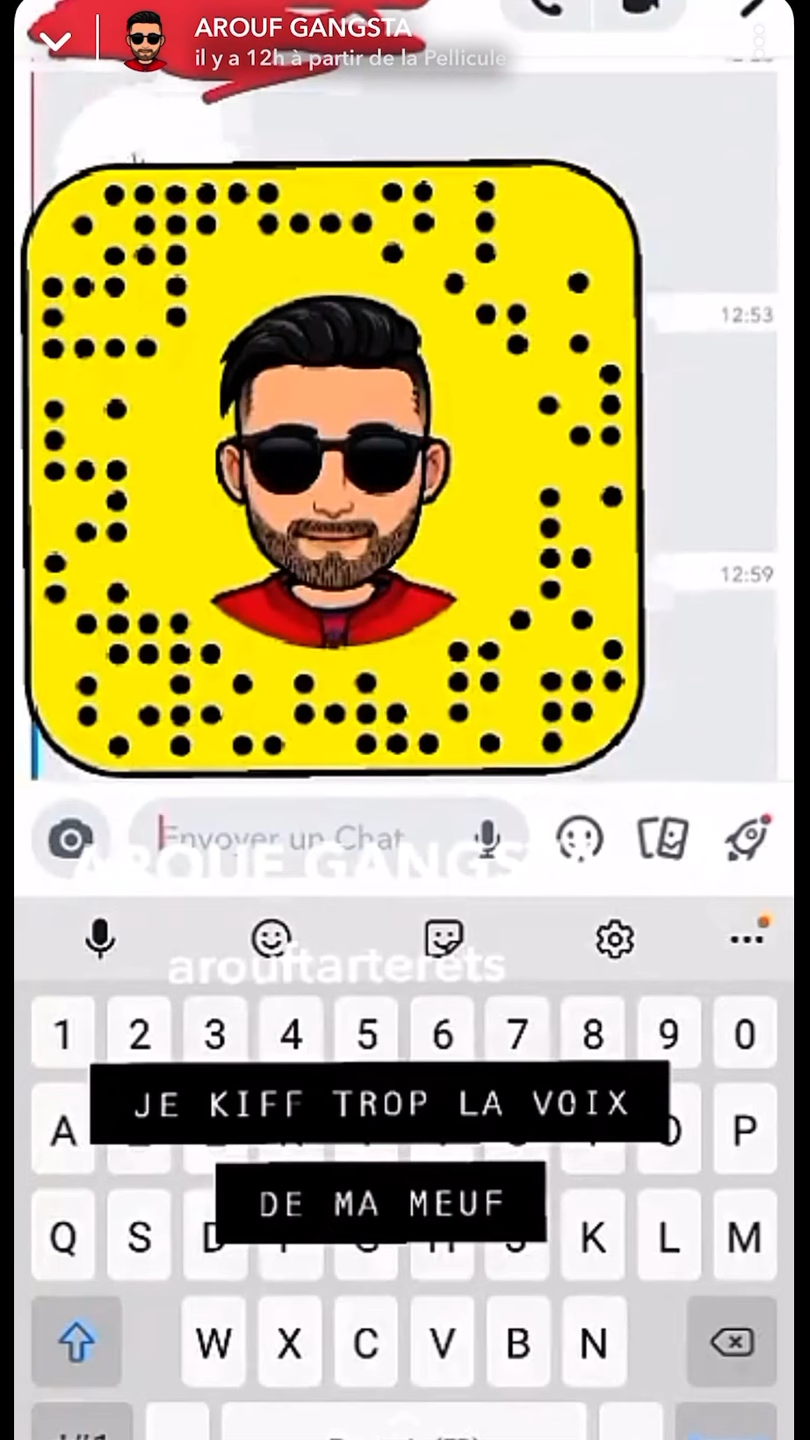 AROUF GANGSTA
il y a 12h à partir de la Pellicule
12:53
12:59
Envoyer un Chat
AROUF GANGS
arouftarterets
1 2 3 4 5 6 7 8 9 0
JE KIFF TROP LA VOIX
A P
DE MA MEUF
Q S D K L M
W X C V B N